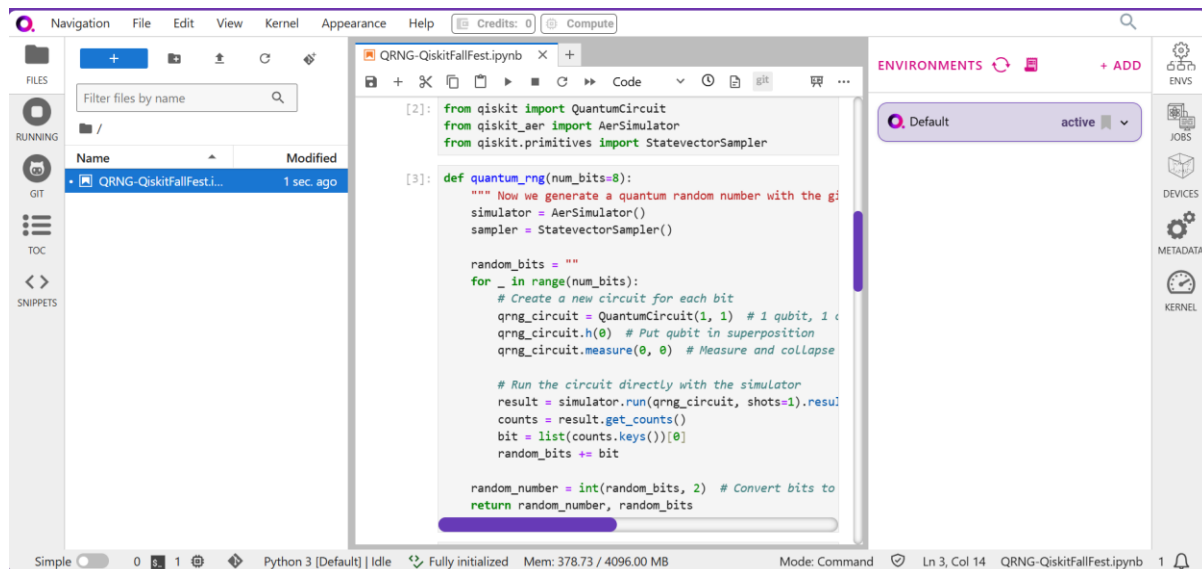 Navigation File Edit View Kernel Appearance Help Credits: 0 Compute
FILES
RUNNING
GIT
TOC
SNIPPETS
+
Filter files by name
/
Name Modified
• QRNG-QiskitFallFest.i... 1 sec. ago
QRNG-QiskitFallFest.ipynb × +
Code git ...
[2]: from qiskit import QuantumCircuit
from qiskit_aer import AerSimulator
from qiskit.primitives import StatevectorSampler
[3]: def quantum_rng(num_bits=8):
""" Now we generate a quantum random number with the gi
simulator = AerSimulator()
sampler = StatevectorSampler()
random_bits = ""
for _ in range(num_bits):
# Create a new circuit for each bit
qrng_circuit = QuantumCircuit(1, 1) # 1 qubit, 1 c
qrng_circuit.h(0) # Put qubit in superposition
qrng_circuit.measure(0, 0) # Measure and collapse
# Run the circuit directly with the simulator
result = simulator.run(qrng_circuit, shots=1).resul
counts = result.get_counts()
bit = list(counts.keys())[0]
random_bits += bit
random_number = int(random_bits, 2) # Convert bits to
return random_number, random_bits
ENVIRONMENTS + ADD
Default active
ENVS
JOBS
DEVICES
METADATA
KERNEL
Simple 0 1 Python 3 [Default] | Idle Fully initialized Mem: 378.73 / 4096.00 MB Mode: Command Ln 3, Col 14 QRNG-QiskitFallFest.ipynb 1